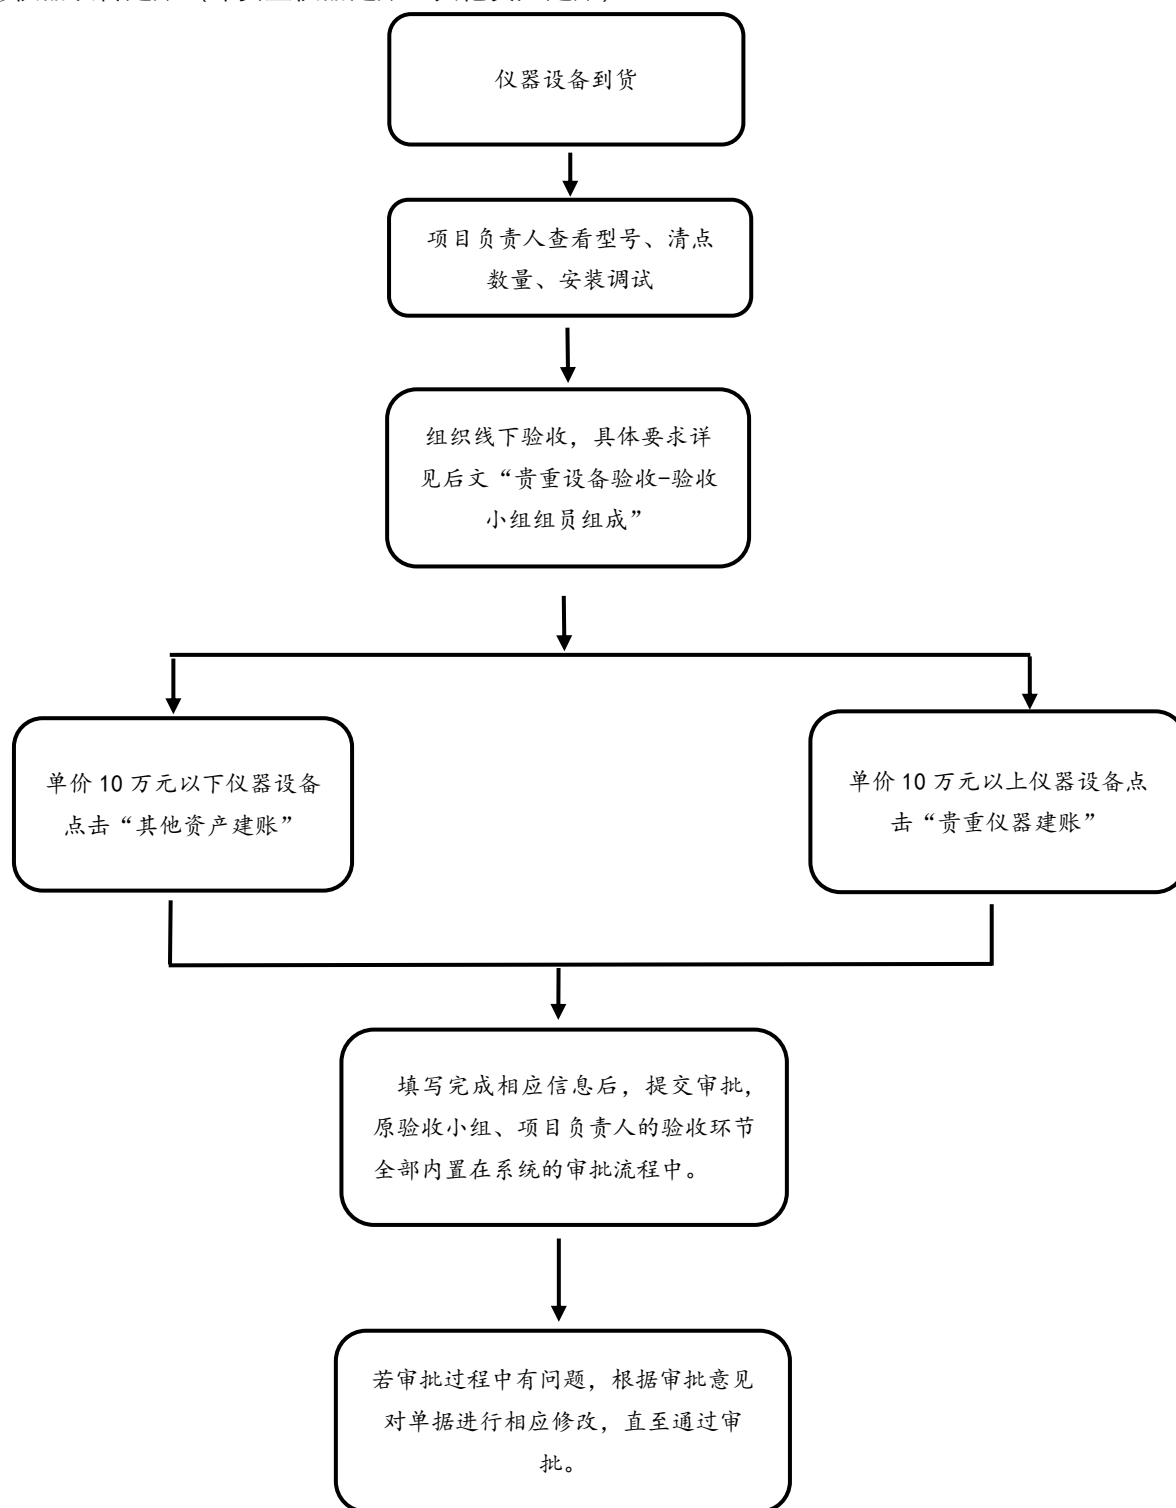 仪器设备到货
项目负责人查看型号、清点
数量、安装调试
组织线下验收，具体要求详
见后文“贵重设备验收-验收
小组组员组成”
单价10万元以下仪器设备
点击“其他资产建账”
单价10万元以上仪器设备点
击“贵重仪器建账”
填写完成相应信息后，提交审批，
原验收小组、项目负责人的验收环节
全部内置在系统的审批流程中。
若审批过程中有问题，根据审批意见
对单据进行相应修改，直至通过审
批。